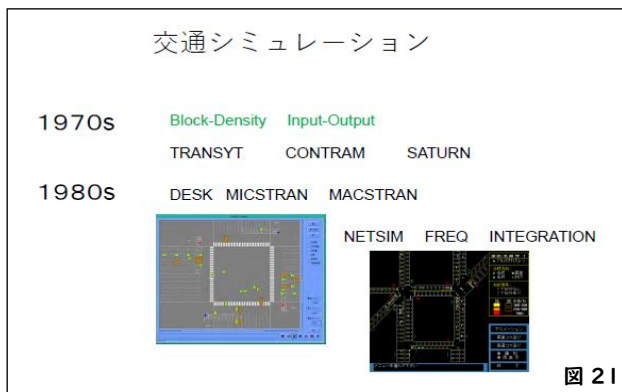 交通シミュレーション
1970s
Block-Density Input-Output
TRANSYT CONTRAM SATURN
1980s
DESK MICSTRAN MACSTRAN
NETSIM FREQ INTEGRATION
図 21